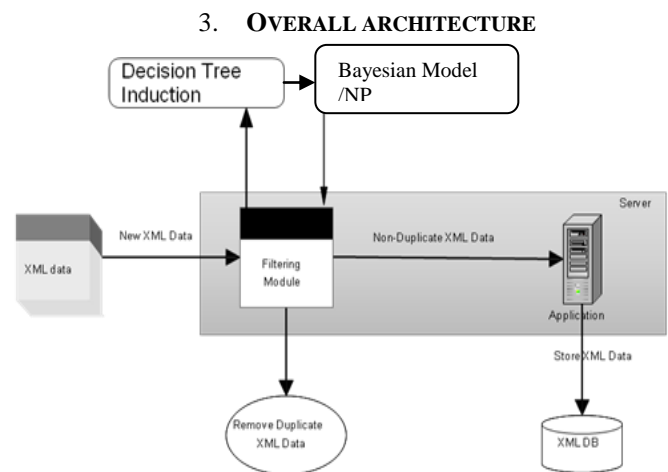 3. OVERALL ARCHITECTURE
Decision Tree
Induction
Bayesian Model
/NP
Server
New XML Data
Non-Duplicate XML Data
XML data
Filtering
Module
Application
Store XML Data
Remove Duplicate
XML Data
XML DB